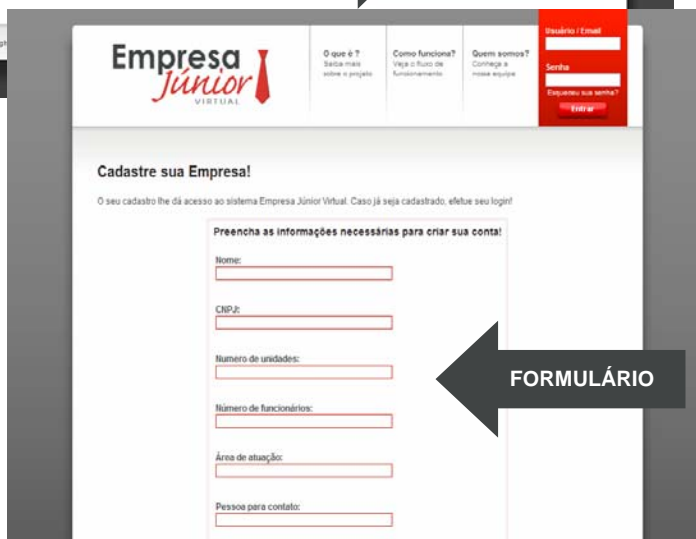 Empresa
Júnior
VIRTUAL
O que é ?
Saiba mais
sobre o projeto
Como funciona?
Veja o fluxo de
funcionamento
Quem somos?
Conheça a
nossa equipe
Usuário / Email
Senha
Esqueceu sua senha?
Entrar
Cadastre sua Empresa!
O seu cadastro lhe dá acesso ao sistema Empresa Júnior Virtual. Caso já seja cadastrado, efetue seu login!
Preencha as informações necessárias para criar sua conta!
Nome:
CNPJ:
Numero de unidades:
FORMULÁRIO
Número de funcionários:
Área de atuação:
Pessoa para contato: